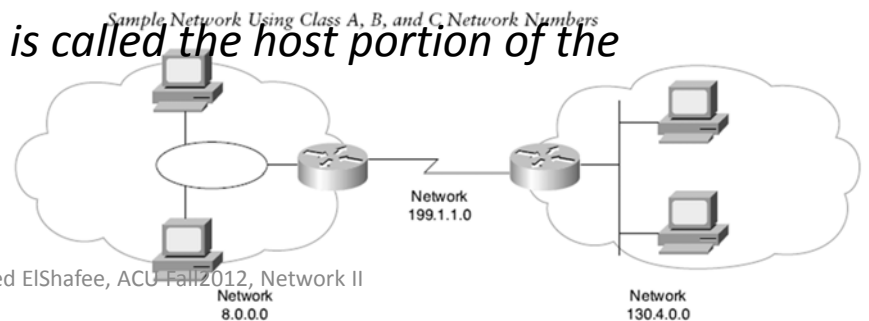 Sample Network Using Class A, B, and C Network Numbers
is called the host portion of the
Network
199.1.1.0
ed ElShafee, ACU Fall2012, Network II
Network
8.0.0.0
Network
130.4.0.0